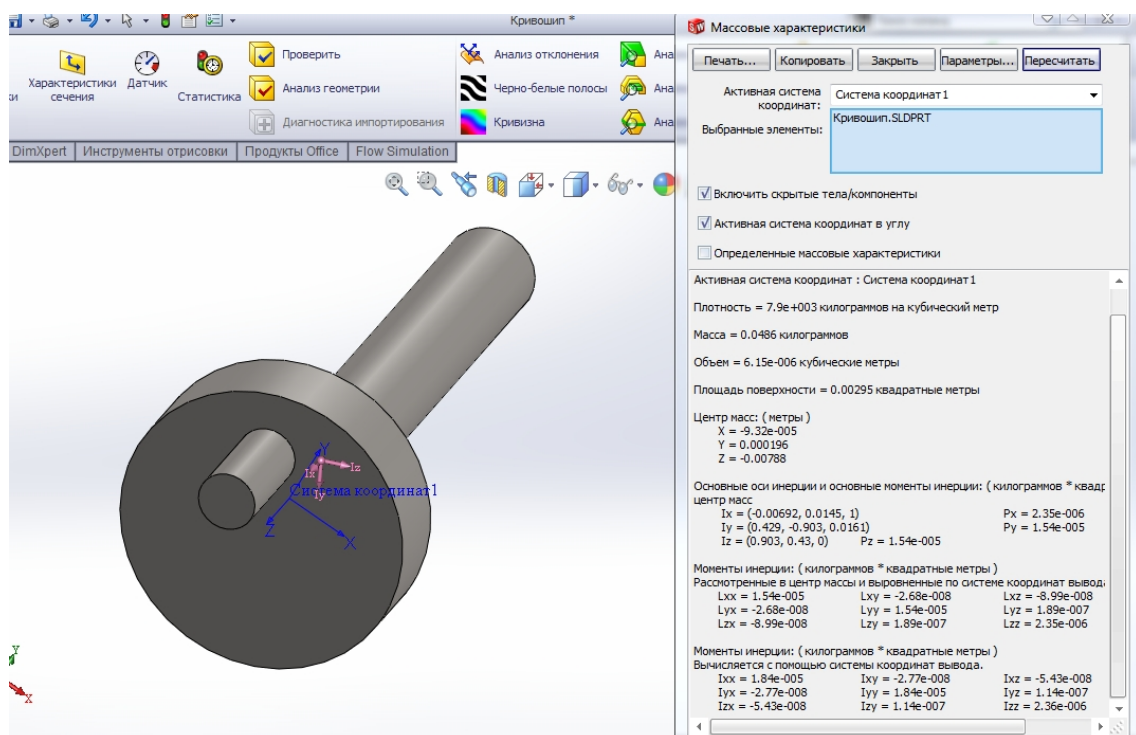 Кривошип *
Характеристики
сечения
Датчик
Статистика
Проверить
Анализ геометрии
Диагностика импортирования
Анализ отклонения
Черно-белые полосы
Кривизна
Ана
Ана
Ана
ки
DimXpert Инструменты отрисовки Продукты Office Flow Simulation
Y
Ix
Iz
Iy
Система координат1
Z
X
Y
X
Массовые характеристики
Печать... Копировать Закрыть Параметры... Пересчитать
Активная система
координат:
Система координат1
Выбранные элементы:
Кривошип.SLDPRT
Включить скрытые тела/компоненты
Активная система координат в углу
Определенные массовые характеристики
Активная система координат : Система координат1
Плотность = 7.9e+003 килограммов на кубический метр
Масса = 0.0486 килограммов
Объем = 6.15e-006 кубические метры
Площадь поверхности = 0.00295 квадратные метры
Центр масс: ( метры )
X = -9.32e-005
Y = 0.000196
Z = -0.00788
Основные оси инерции и основные моменты инерции: ( килограммов * квадр
центр масс
Ix = (-0.00692, 0.0145, 1) Px = 2.35e-006
Iy = (0.429, -0.903, 0.0161) Py = 1.54e-005
Iz = (0.903, 0.43, 0) Pz = 1.54e-005
Моменты инерции: ( килограммов * квадратные метры )
Рассмотренные в центр массы и выровненные по системе координат вывод
Lxx = 1.54e-005 Lxy = -2.68e-008 Lxz = -8.99e-008
Lyx = -2.68e-008 Lyy = 1.54e-005 Lyz = 1.89e-007
Lzx = -8.99e-008 Lzy = 1.89e-007 Lzz = 2.35e-006
Моменты инерции: ( килограммов * квадратные метры )
Вычисляется с помощью системы координат вывода.
Ixx = 1.84e-005 Ixy = -2.77e-008 Ixz = -5.43e-008
Iyx = -2.77e-008 Iyy = 1.84e-005 Iyz = 1.14e-007
Izx = -5.43e-008 Izy = 1.14e-007 Izz = 2.36e-006